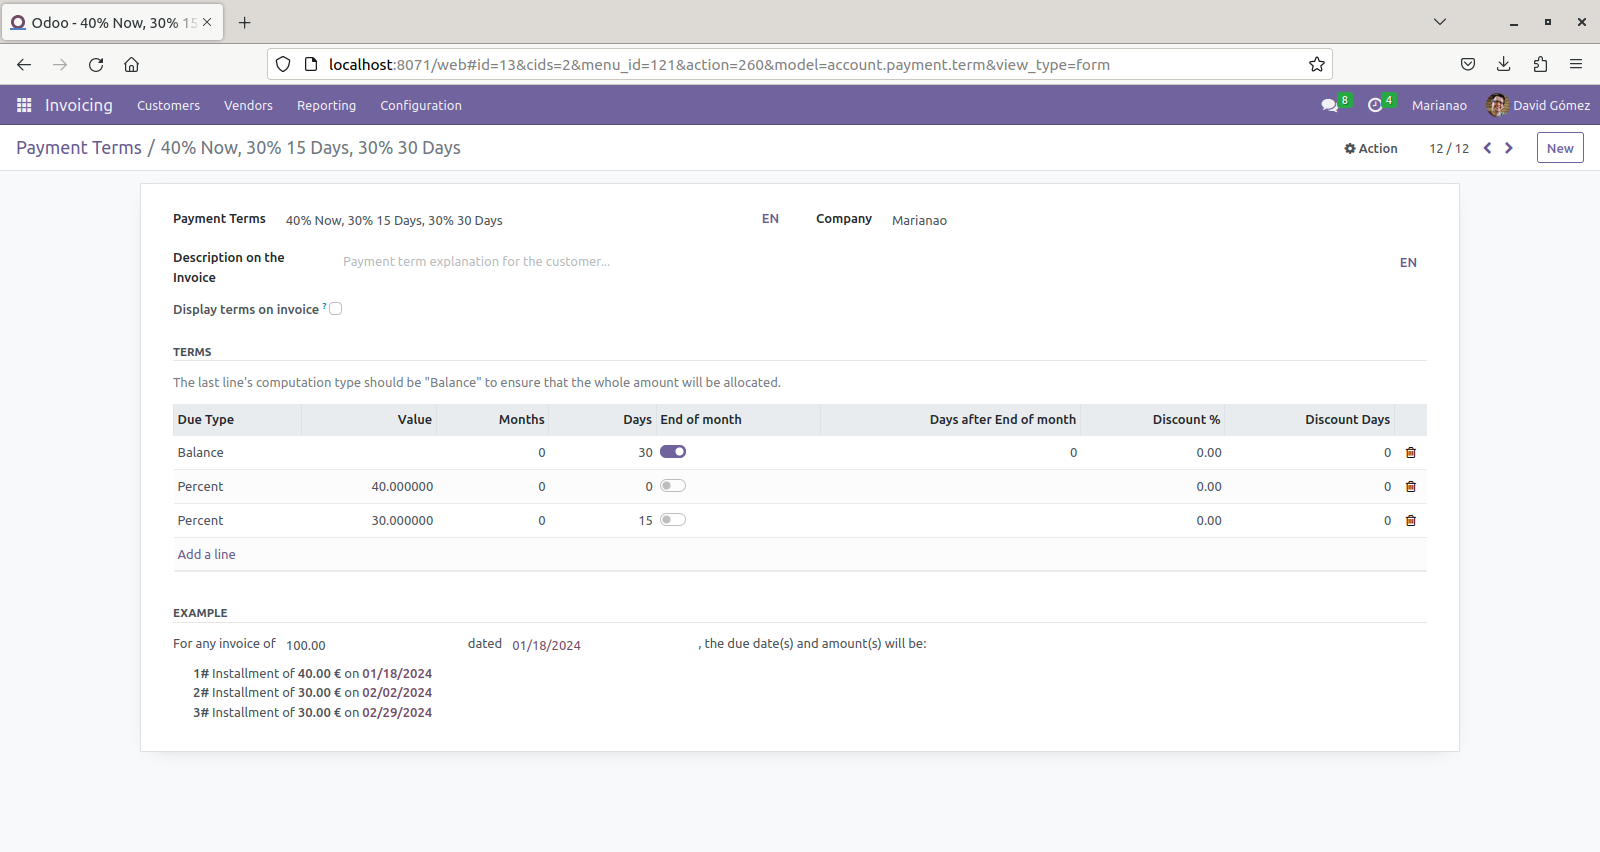 Odoo - 40% Now, 30% 15
localhost:8071/web#id=13&cids=2&menu_id=121&action=260&model=account.payment.term&view_type=form
Invoicing Customers Vendors Reporting Configuration 8 4 Marianao David Gómez
Payment Terms / 40% Now, 30% 15 Days, 30% 30 Days Action 12 / 12 New
Payment Terms 40% Now, 30% 15 Days, 30% 30 Days EN Company Marianao
Description on the Invoice Payment term explanation for the customer... EN
Display terms on invoice ?
TERMS
The last line's computation type should be "Balance" to ensure that the whole amount will be allocated.
Due Type Value Months Days End of month Days after End of month Discount % Discount Days
Balance 0 30 0 0.00 0
Percent 40.000000 0 0 0.00 0
Percent 30.000000 0 15 0.00 0
Add a line
EXAMPLE
For any invoice of 100.00 dated 01/18/2024 , the due date(s) and amount(s) will be:
1# Installment of 40.00 € on 01/18/2024
2# Installment of 30.00 € on 02/02/2024
3# Installment of 30.00 € on 02/29/2024